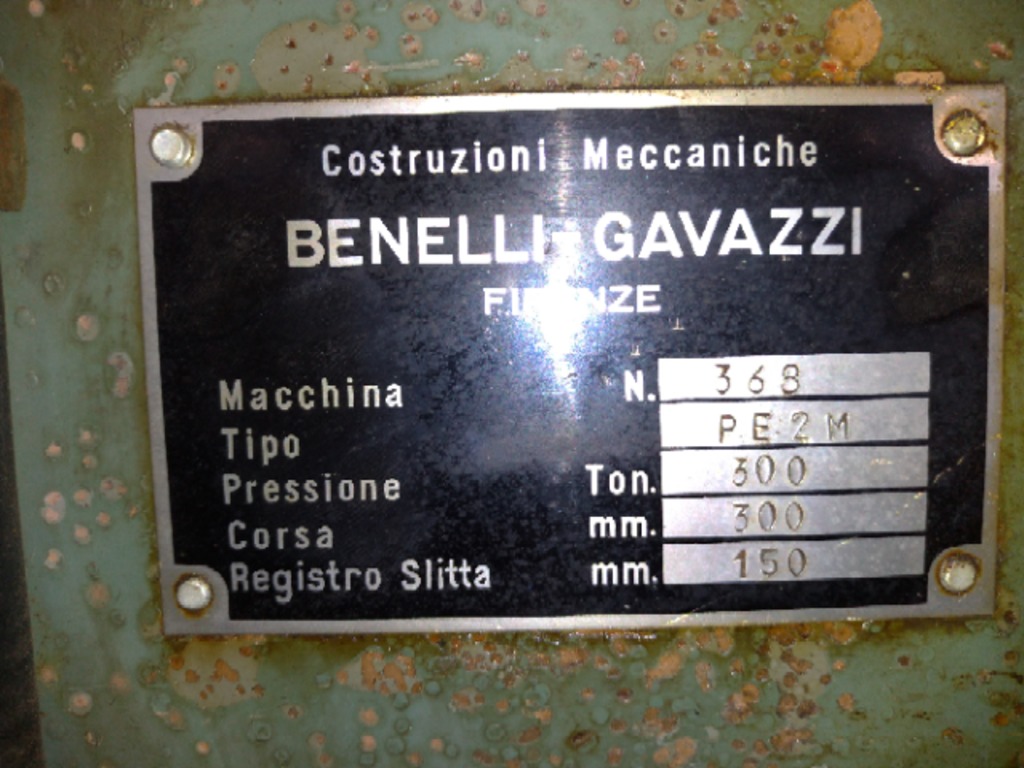 Costruzioni Meccaniche
BENELLI-GAVAZZI
FIRENZE
Macchina N. 368
Tipo PE2M
Pressione Ton. 300
Corsa mm. 300
Registro Slitta mm. 150